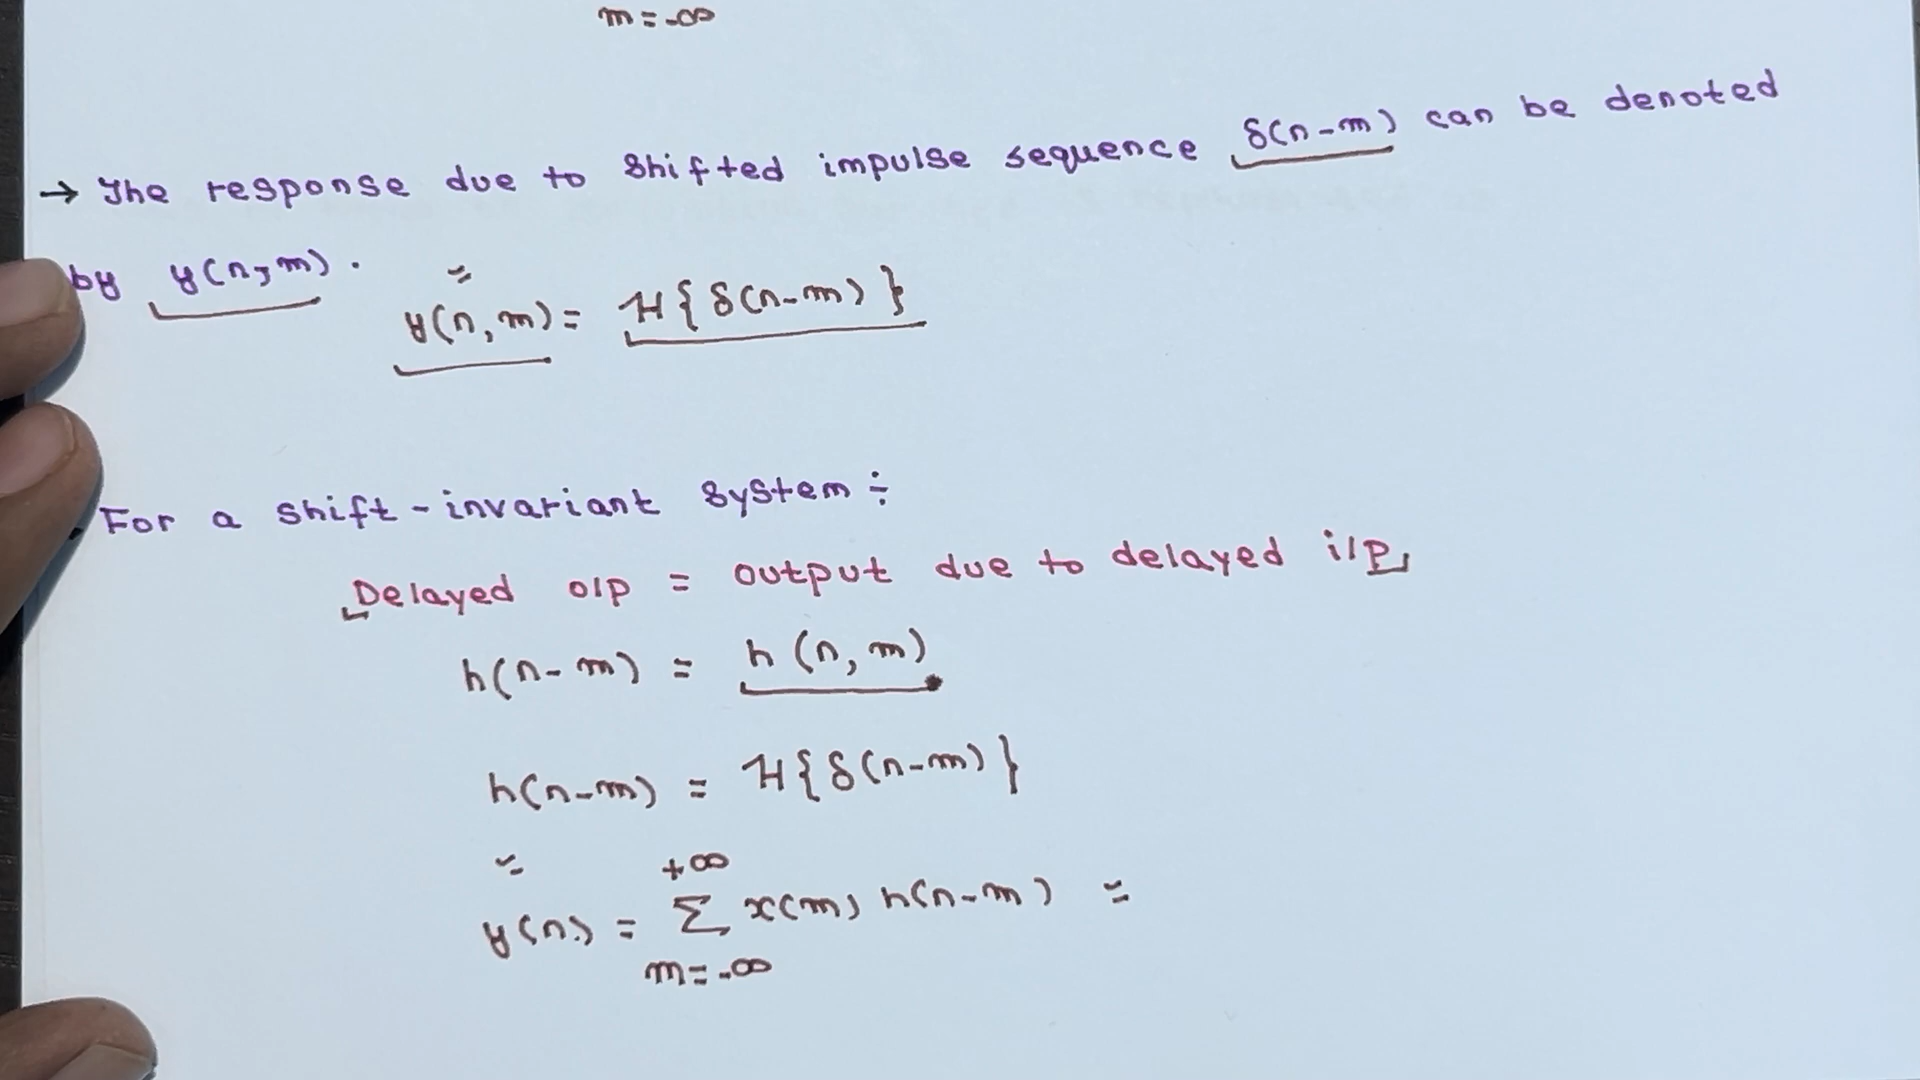 m=-∞
→ The response due to Shifted impulse sequence δ(n-m) can be denoted
by y(n,m).
y(n,m) = H{δ(n-m)}
For a shift-invariant System ÷
Delayed o/p = output due to delayed i/p
h(n-m) = h(n,m)
h(n-m) = H{δ(n-m)}
+∞
y(n) = Σ x(m) h(n-m)
m=-∞